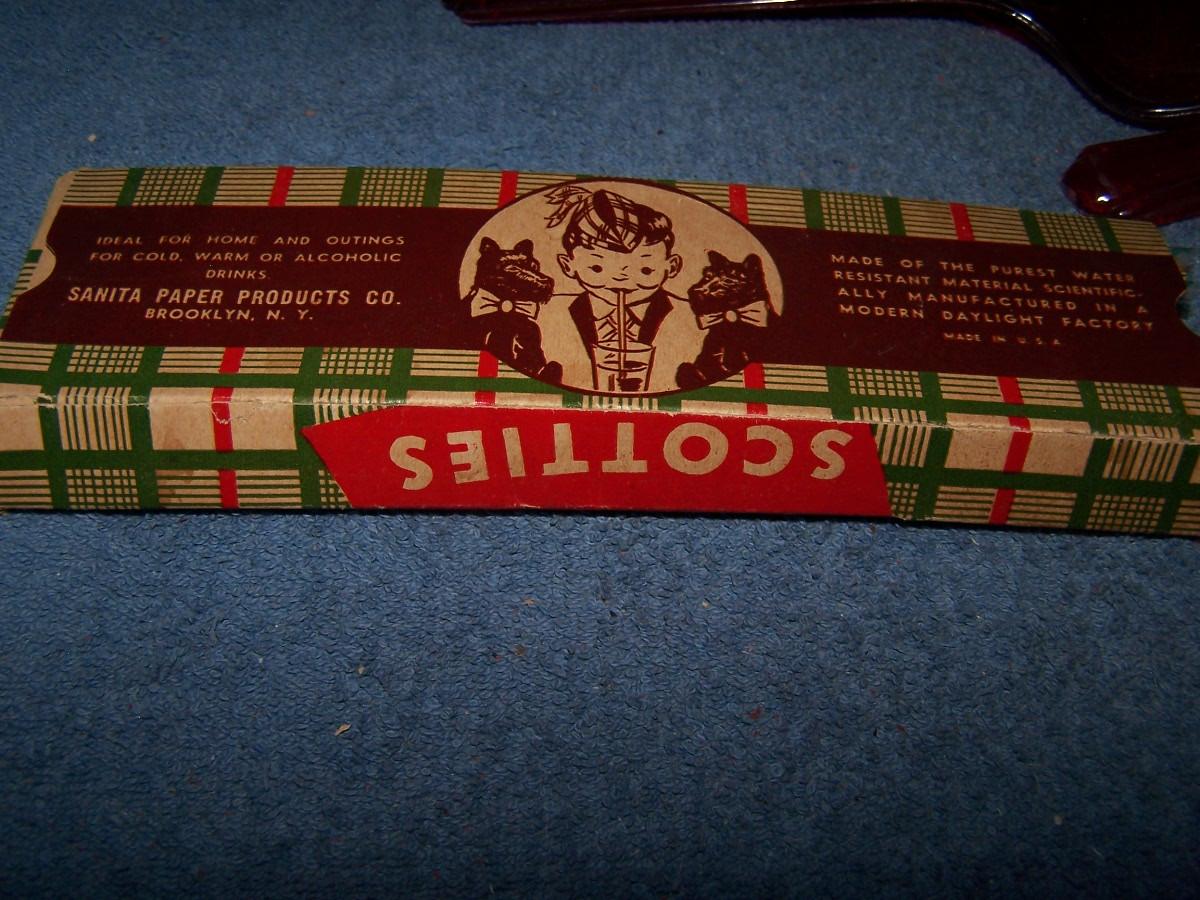 IDEAL FOR HOME AND OUTINGS
FOR COLD, WARM OR ALCOHOLIC
DRINKS.
SANITA PAPER PRODUCTS CO.
BROOKLYN, N. Y.
MADE OF THE PUREST WATER
RESISTANT MATERIAL SCIENTIFIC-
ALLY MANUFACTURED IN A
MODERN DAYLIGHT FACTORY
MADE IN U.S.A.
SCOTTIES